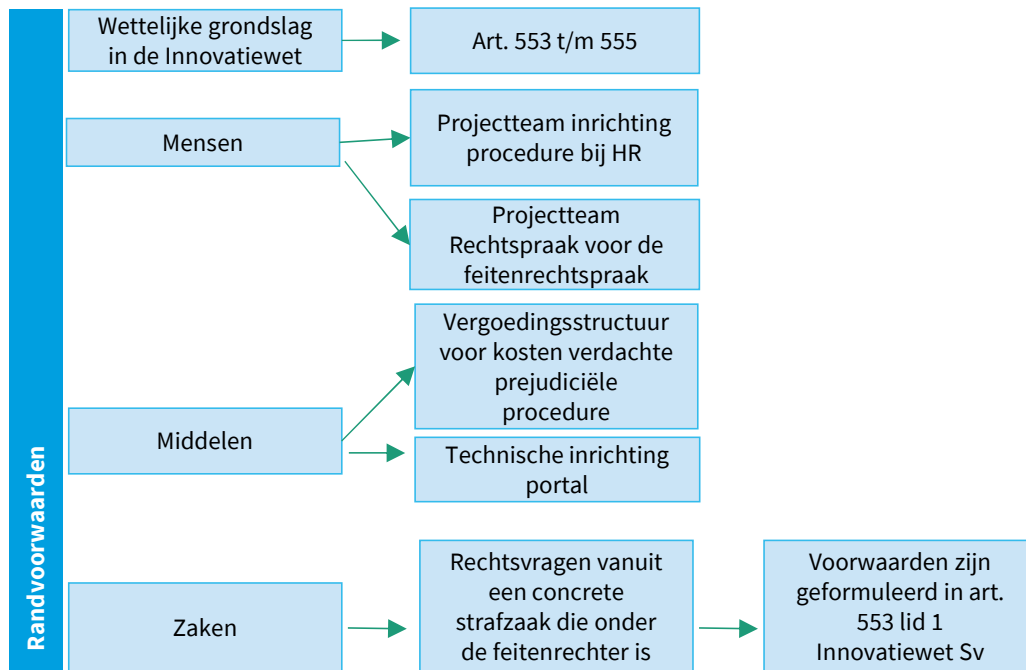 Randvoorwaarden
Wettelijke grondslag
in de Innovatiewet
Art. 553 t/m 555
Mensen
Projectteam inrichting
procedure bij HR
Projectteam
Rechtspraak voor de
feitenrechtspraak
Middelen
Vergoedingsstructuur
voor kosten verdachte
prejudiciële
procedure
Technische inrichting
portal
Zaken
Rechtsvragen vanuit
een concrete
strafzaak die onder
de feitenrechter is
Voorwaarden zijn
geformuleerd in art.
553 lid 1
Innovatiewet Sv